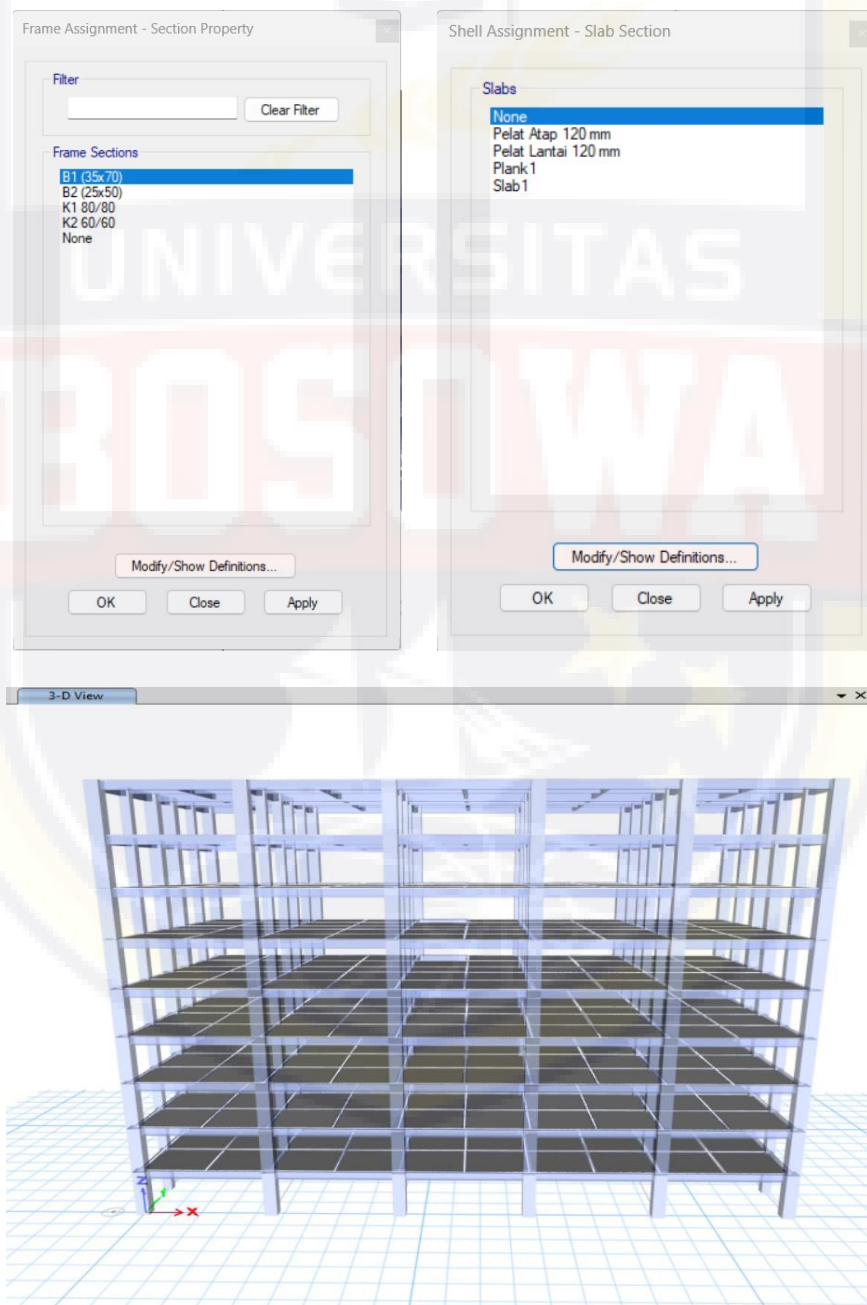 Frame Assignment - Section Property
Filter
Clear Filter
Frame Sections
B1 (35x70)
B2 (25x50)
K1 80/80
K2 60/60
None
Modify/Show Definitions...
OK Close Apply
Shell Assignment - Slab Section
Slabs
None
Pelat Atap 120 mm
Pelat Lantai 120 mm
Plank1
Slab1
Modify/Show Definitions...
OK Close Apply
UNIVERSITAS
BOSOWA
3-D View
Z
Y
X